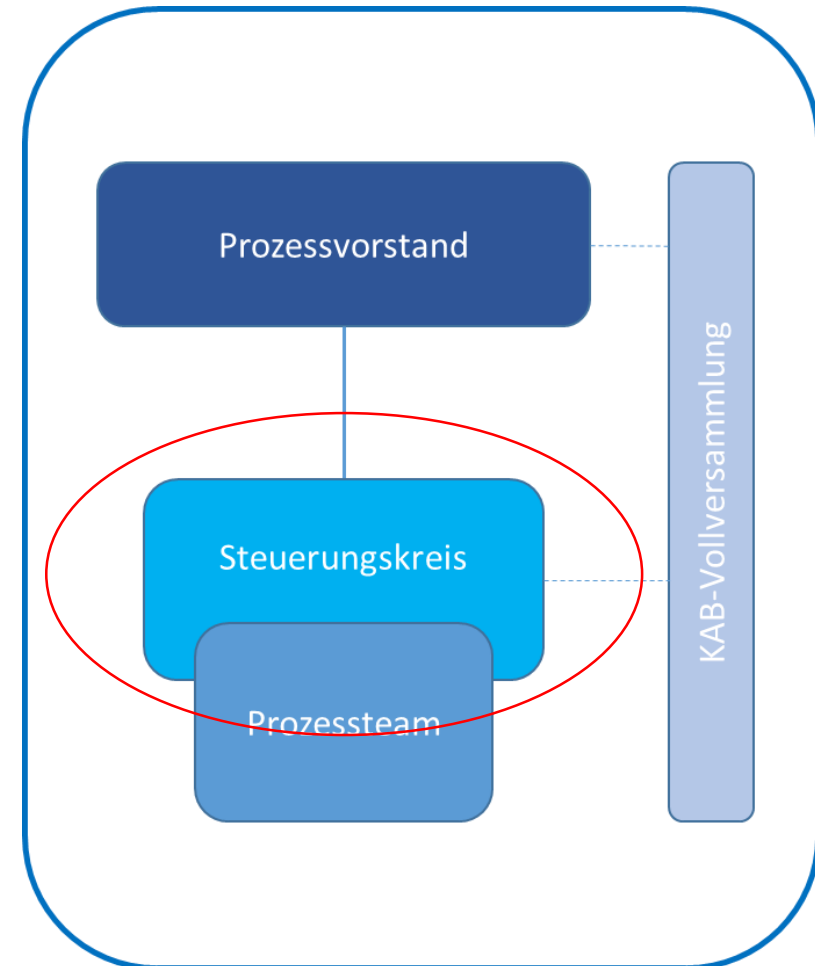 Prozessvorstand
Steuerungskreis
Prozessteam
KAB-Vollversammlung